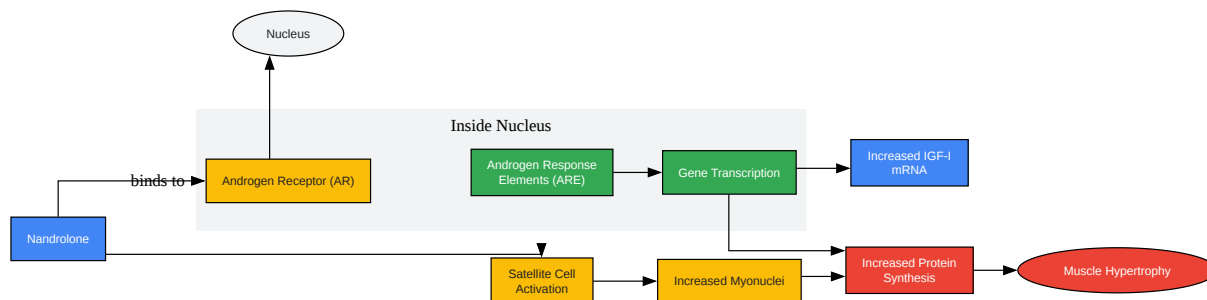 Nucleus
Inside Nucleus
binds to
Androgen Receptor (AR)
Androgen Response
Elements (ARE)
Gene Transcription
Increased IGF-I
mRNA
Nandrolone
Satellite Cell
Activation
Increased Myonuclei
Increased Protein
Synthesis
Muscle Hypertrophy